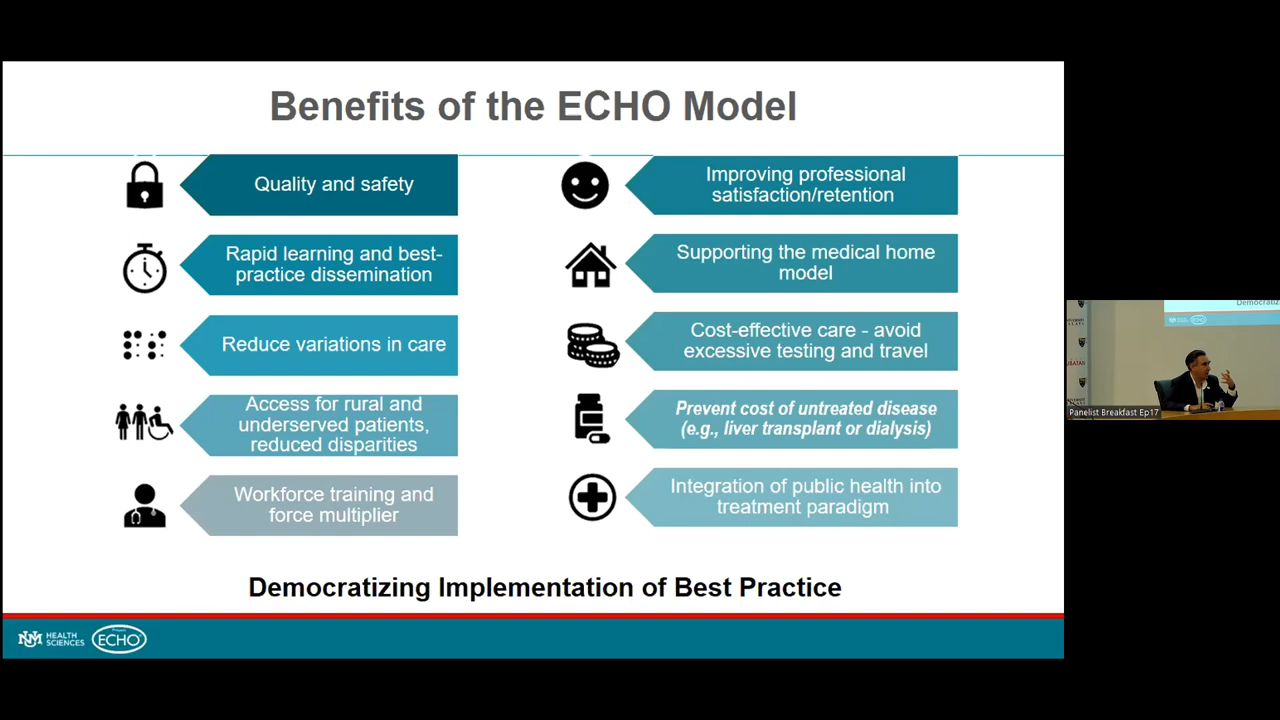 Benefits of the ECHO Model
Quality and safety
Rapid learning and best-
practice dissemination
Reduce variations in care
Access for rural and
underserved patients,
reduced disparities
Workforce training and
force multiplier
Improving professional
satisfaction/retention
Supporting the medical home
model
Cost-effective care - avoid
excessive testing and travel
Prevent cost of untreated disease
(e.g., liver transplant or dialysis)
Integration of public health into
treatment paradigm
Democratizing Implementation of Best Practice
UNM HEALTH
SCIENCES
ECHO
Panelist Breakfast Ep17